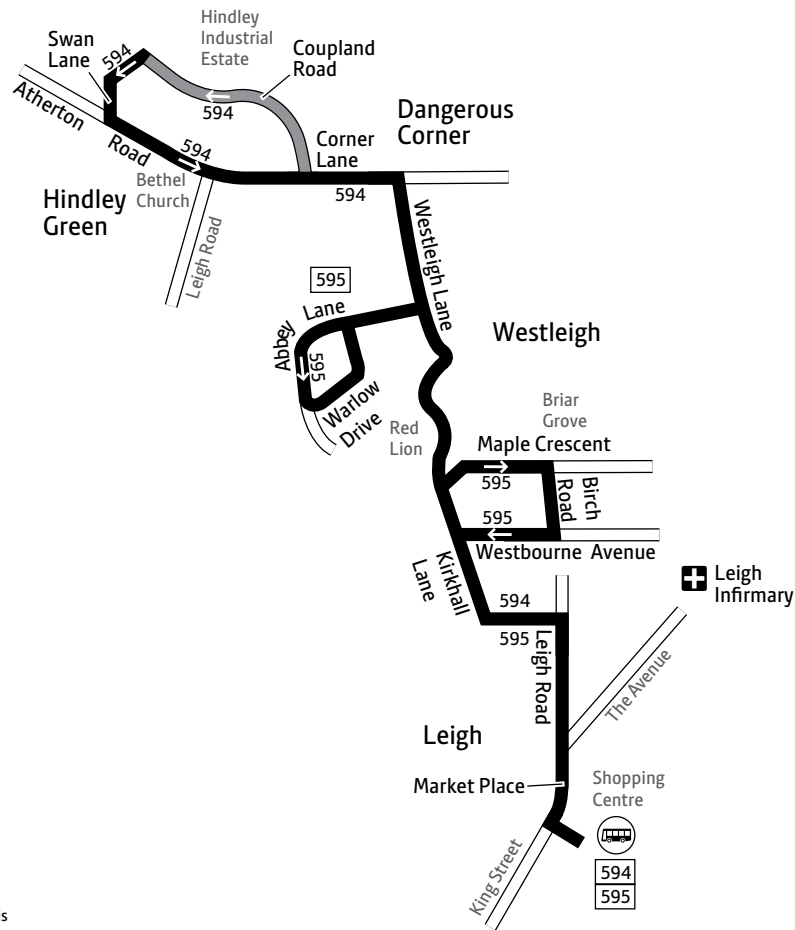 Hindley
Industrial
Estate
Swan
Lane
594
Coupland
Road
594
Atherton
Road
594
Corner
Lane
Dangerous
Corner
Bethel
Church
594
Hindley
Green
Leigh Road
Westleigh Lane
595
Abbey
Lane
595
Warlow
Drive
Westleigh
Red
Lion
Briar
Grove
Maple Crescent
595
Birch
Road
595
Westbourne Avenue
Kirkhall
Lane
Leigh
Infirmary
594
595
Leigh Road
The Avenue
Leigh
Market Place
Shopping
Centre
King Street
594
595